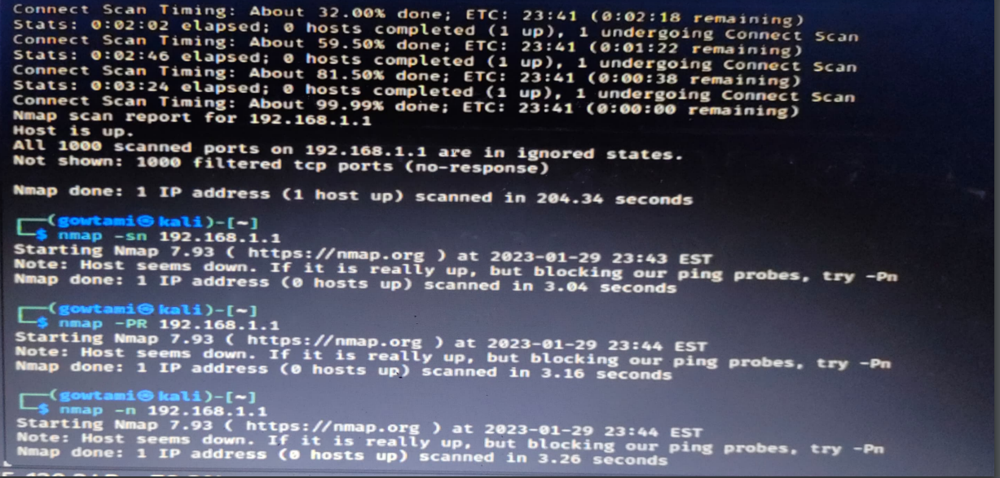 Connect Scan Timing: About 32.00% done; ETC: 23:41 (0:02:18 remaining)
Stats: 0:02:02 elapsed; 0 hosts completed (1 up), 1 undergoing Connect Scan
Connect Scan Timing: About 59.50% done; ETC: 23:41 (0:01:22 remaining)
Stats: 0:02:46 elapsed; 0 hosts completed (1 up), 1 undergoing Connect Scan
Connect Scan Timing: About 81.50% done; ETC: 23:41 (0:00:38 remaining)
Stats: 0:03:24 elapsed; 0 hosts completed (1 up), 1 undergoing Connect Scan
Connect Scan Timing: About 99.99% done; ETC: 23:41 (0:00:00 remaining)
Nmap scan report for 192.168.1.1
Host is up.
All 1000 scanned ports on 192.168.1.1 are in ignored states.
Not shown: 1000 filtered tcp ports (no-response)
Nmap done: 1 IP address (1 host up) scanned in 204.34 seconds
┌──(gowtami㉿kali)-[~]
└─$ nmap -sn 192.168.1.1
Starting Nmap 7.93 ( https://nmap.org ) at 2023-01-29 23:43 EST
Note: Host seems down. If it is really up, but blocking our ping probes, try -Pn
Nmap done: 1 IP address (0 hosts up) scanned in 3.04 seconds
┌──(gowtami㉿kali)-[~]
└─$ nmap -PR 192.168.1.1
Starting Nmap 7.93 ( https://nmap.org ) at 2023-01-29 23:44 EST
Note: Host seems down. If it is really up, but blocking our ping probes, try -Pn
Nmap done: 1 IP address (0 hosts up) scanned in 3.16 seconds
┌──(gowtami㉿kali)-[~]
└─$ nmap -n 192.168.1.1
Starting Nmap 7.93 ( https://nmap.org ) at 2023-01-29 23:44 EST
Note: Host seems down. If it is really up, but blocking our ping probes, try -Pn
Nmap done: 1 IP address (0 hosts up) scanned in 3.26 seconds